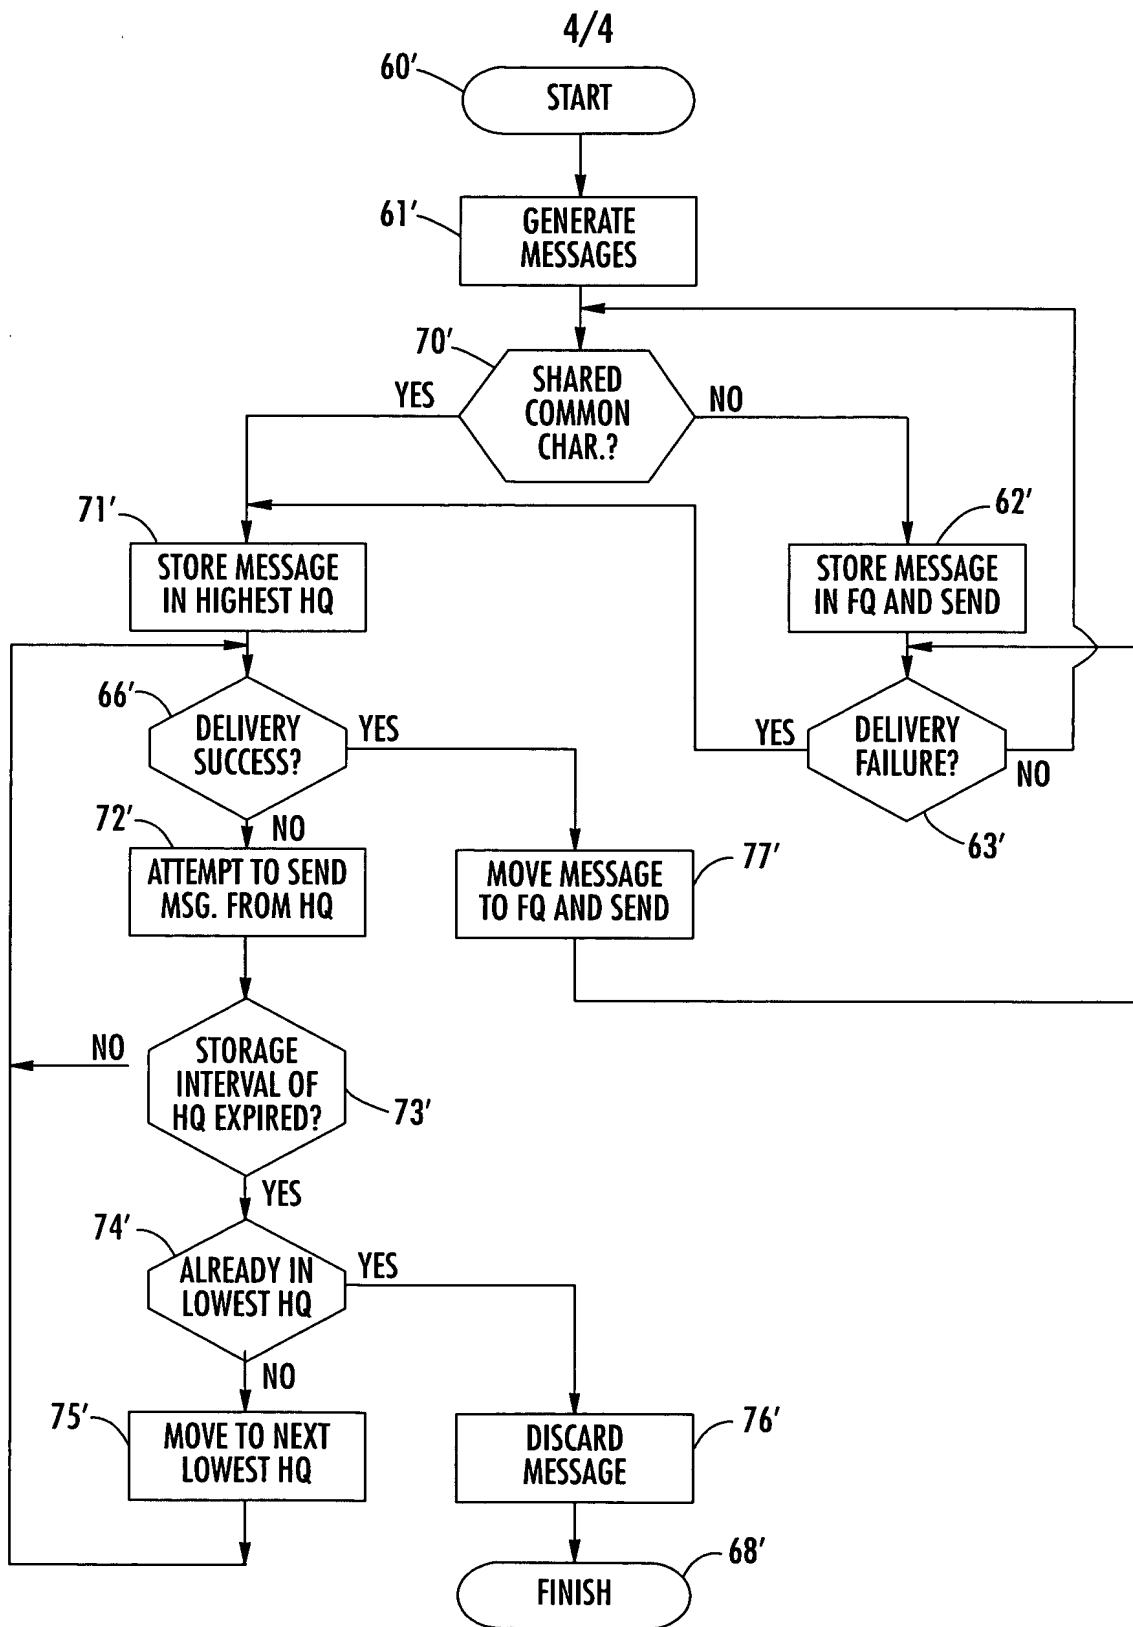 4/4
60'
START
61'
GENERATE
MESSAGES
70'
SHARED
COMMON
CHAR.?
YES
NO
71'
STORE MESSAGE
IN HIGHEST HQ
62'
STORE MESSAGE
IN FQ AND SEND
66'
DELIVERY
SUCCESS?
YES
NO
YES
DELIVERY
FAILURE?
NO
63'
72'
ATTEMPT TO SEND
MSG. FROM HQ
MOVE MESSAGE
TO FQ AND SEND
77'
NO
STORAGE
INTERVAL OF
HQ EXPIRED?
73'
YES
74'
ALREADY IN
LOWEST HQ
YES
NO
75'
MOVE TO NEXT
LOWEST HQ
DISCARD
MESSAGE
76'
FINISH
68'